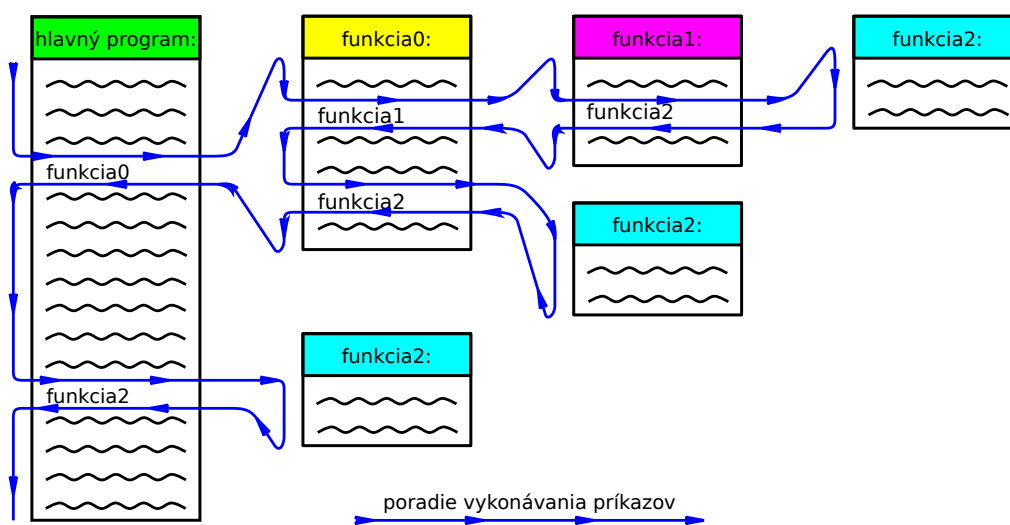 hlavný program:
funkcia0:
funkcia1:
funkcia2:
funkcia1
funkcia2
funkcia0
funkcia2
funkcia2:
funkcia2:
funkcia2
poradie vykonávania príkazov